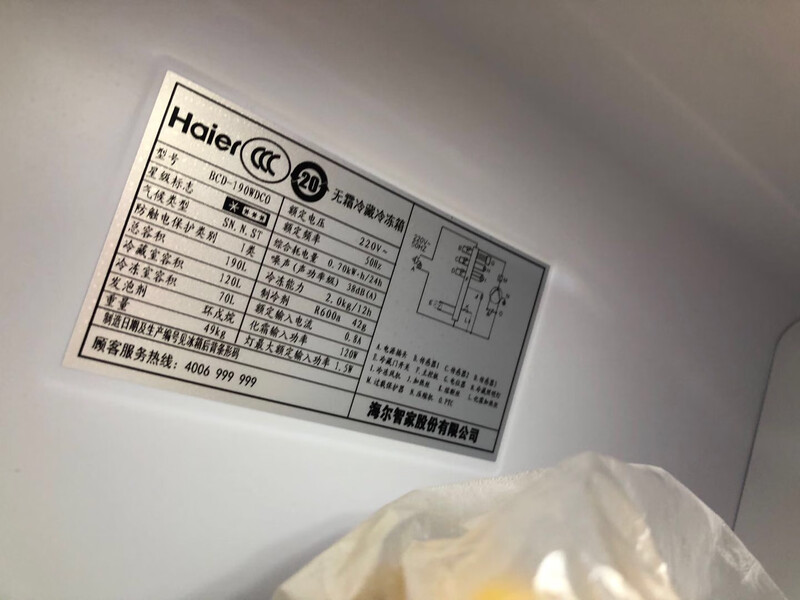 Haier CCC 20 无霜冷藏冷冻箱
型号 BCD-190WDCO
星级标志
气候类型 SN.N.ST
防触电保护类别 I类
总容积 190L
冷藏室容积 120L
冷冻室容积 70L
发泡剂 环戊烷
重量 49kg
制造日期及生产编号见冰箱后背条形码
顾客服务热线: 4006 999 999
额定电压 220V~
额定频率 50Hz
综合耗电量 0.70kW·h/24h
噪声(声功率级) 38dB(A)
冷冻能力 2.0kg/12h
制冷剂 R600a 42g
额定输入电流 0.8A
化霜输入功率 120W
灯最大额定输入功率 1.5W
220V~
50HZ
海尔智家股份有限公司